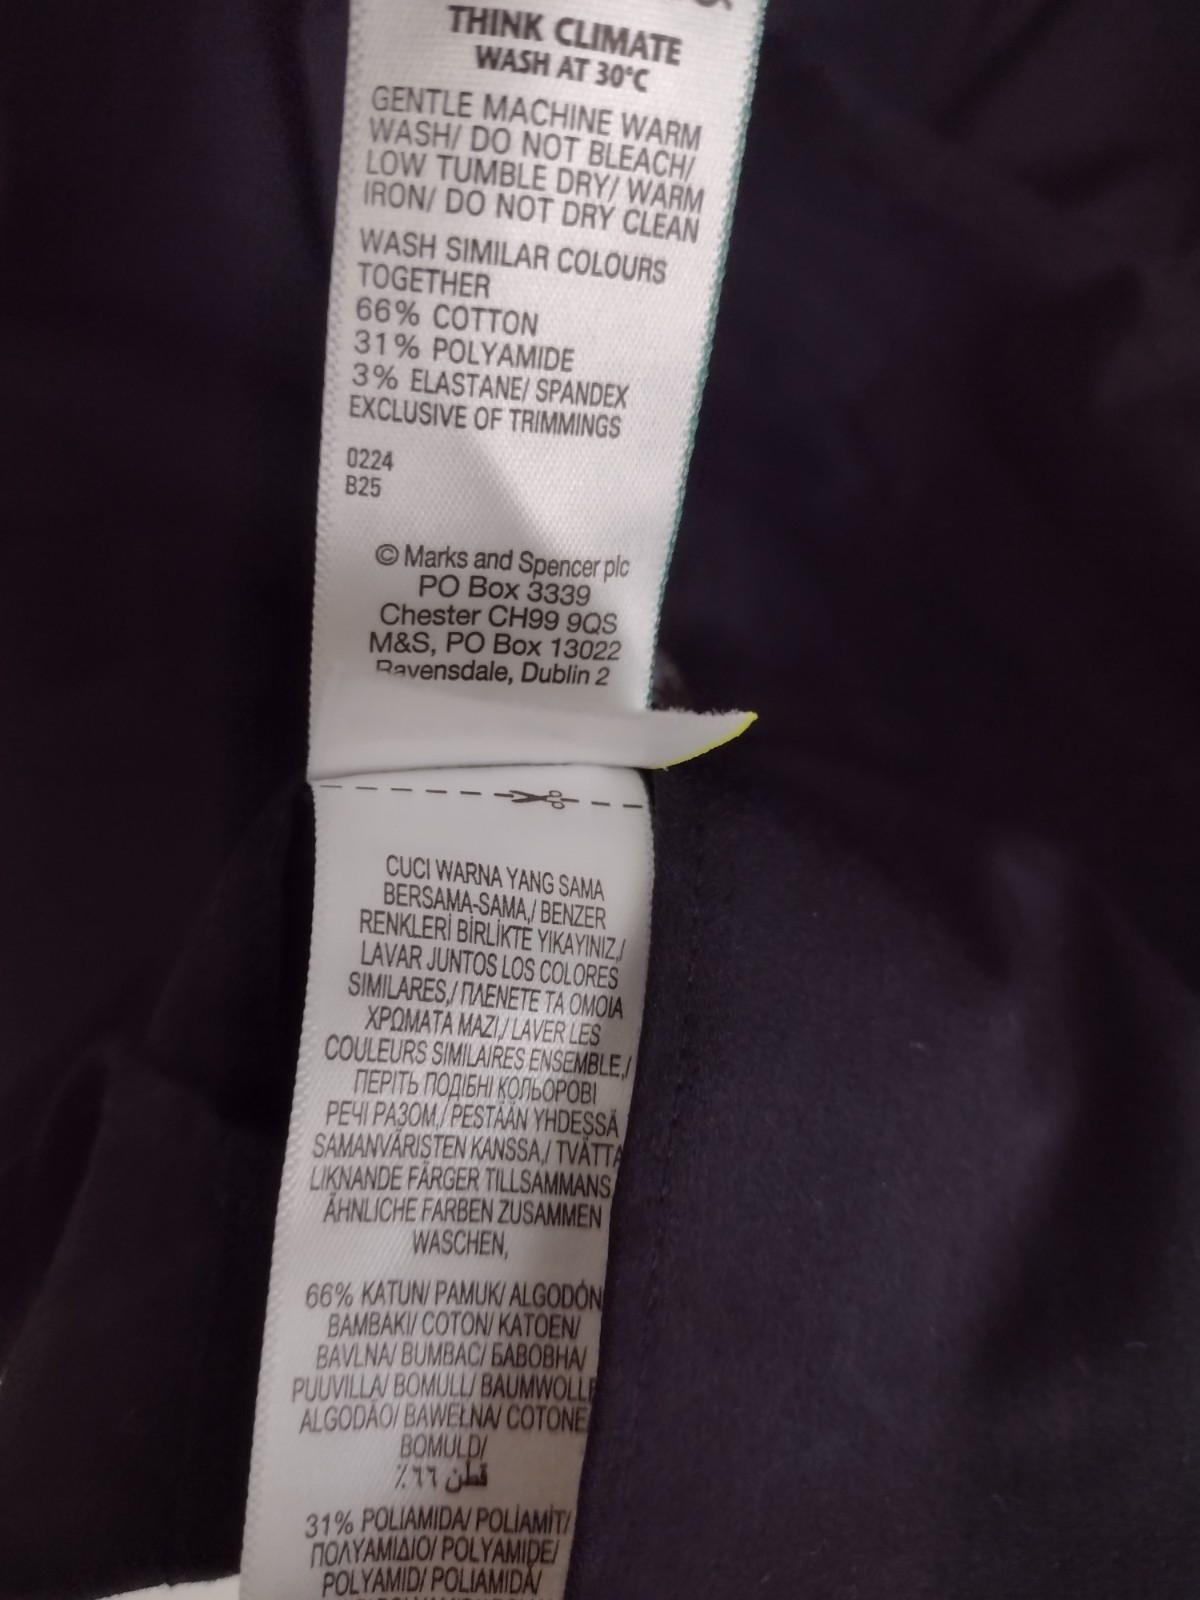 THINK CLIMATE
WASH AT 30°C
GENTLE MACHINE WARM
WASH/ DO NOT BLEACH/
LOW TUMBLE DRY/ WARM
IRON/ DO NOT DRY CLEAN
WASH SIMILAR COLOURS
TOGETHER
66% COTTON
31% POLYAMIDE
3% ELASTANE/ SPANDEX
EXCLUSIVE OF TRIMMINGS
0224
B25
© Marks and Spencer plc
PO Box 3339
Chester CH99 9QS
M&S, PO Box 13022
Ravensdale, Dublin 2
CUCI WARNA YANG SAMA
BERSAMA-SAMA,/ BENZER
RENKLERİ BİRLİKTE YIKAYINIZ,/
LAVAR JUNTOS LOS COLORES
SIMILARES,/ ΠΛΕΝΕΤΕ ΤΑ ΟΜΟΙΑ
ΧΡΩΜΑΤΑ ΜΑΖΙ,/ LAVER LES
COULEURS SIMILAIRES ENSEMBLE,/
ПЕРІТЬ ПОДІБНІ КОЛЬОРОВІ
РЕЧІ РАЗОМ,/ PESTÄÄN YHDESSÄ
SAMANVÄRISTEN KANSSA,/ TVÄTTA
LIKNANDE FÄRGER TILLSAMMANS
ÄHNLICHE FARBEN ZUSAMMEN
WASCHEN,
66% KATUN/ PAMUK/ ALGODÓN
ΒΑΜΒΑΚΙ/ COTON/ KATOEN/
BAVLNA/ BUMBAC/ БАВОВНА/
PUUVILLA/ BOMULL/ BAUMWOLLE
ALGODÃO/ BAWEŁNA/ COTONE
BOMULD/
٪٦٦ قطن
31% POLIAMIDA/ POLİAMİT/
ΠΟΛΥΑΜΙΔΙΟ/ POLYAMIDE/
POLYAMID/ POLIAMIDĂ/